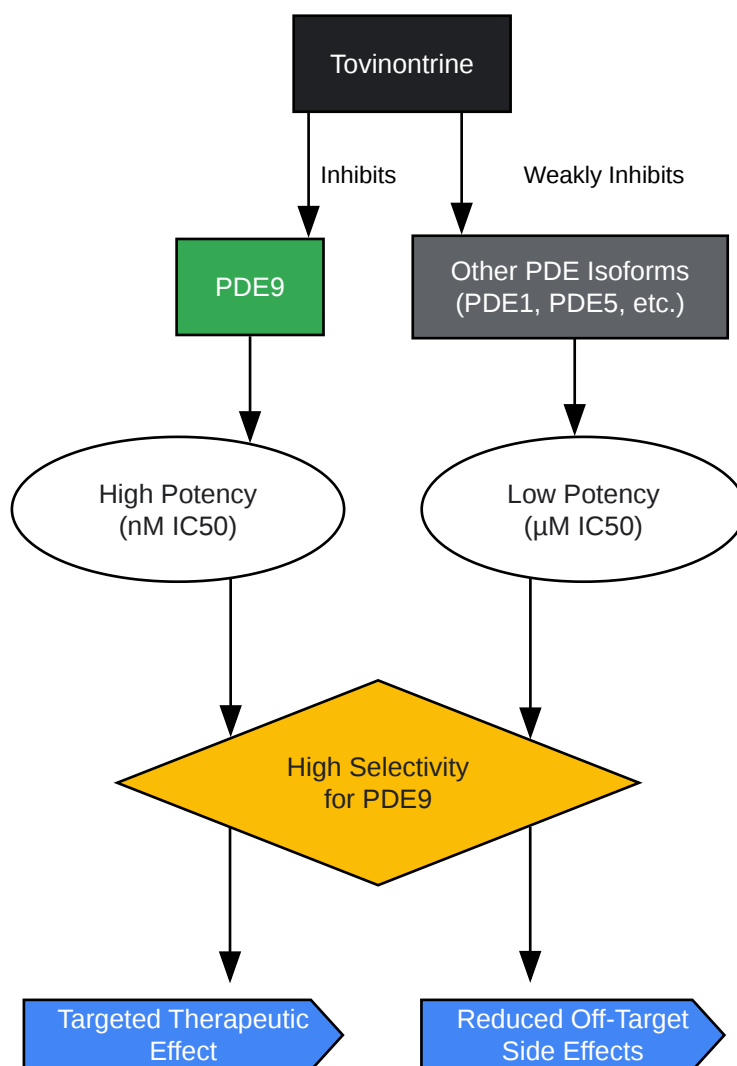 Tovinontrine
Inhibits
Weakly Inhibits
PDE9
Other PDE Isoforms
(PDE1, PDE5, etc.)
High Potency
(nM IC50)
Low Potency
(µM IC50)
High Selectivity
for PDE9
Targeted Therapeutic
Effect
Reduced Off-Target
Side Effects